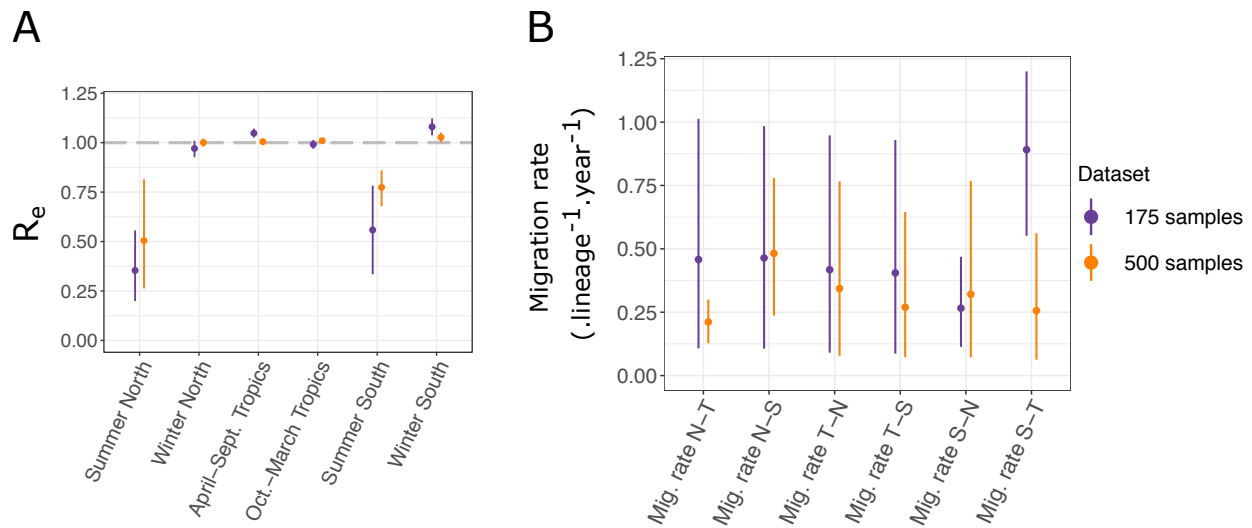 A
R_e
1.25
1.00
0.75
0.50
0.25
0.00
Summer North
Winter North
April−Sept. Tropics
Oct.−March Tropics
Summer South
Winter South
B
Migration rate
(.lineage⁻¹.year⁻¹)
1.25
1.00
0.75
0.50
0.25
0.00
Mig. rate N−T
Mig. rate N−S
Mig. rate T−N
Mig. rate T−S
Mig. rate S−N
Mig. rate S−T
Dataset
175 samples
500 samples